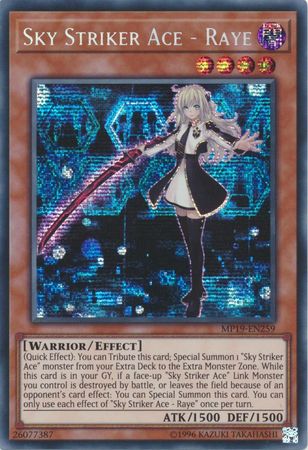 SKY STRIKER ACE - RAYE
MP19-EN259
[WARRIOR/EFFECT]
(Quick Effect): You can Tribute this card; Special Summon 1 "Sky Striker
Ace" monster from your Extra Deck to the Extra Monster Zone. While
this card is in your GY, if a face-up "Sky Striker Ace" Link Monster
you control is destroyed by battle, or leaves the field because of an
opponent's card effect: You can Special Summon this card. You can
only use each effect of "Sky Striker Ace - Raye" once per turn.
ATK/1500 DEF/1500
26077387 ©1996 KAZUKI TAKAHASHI